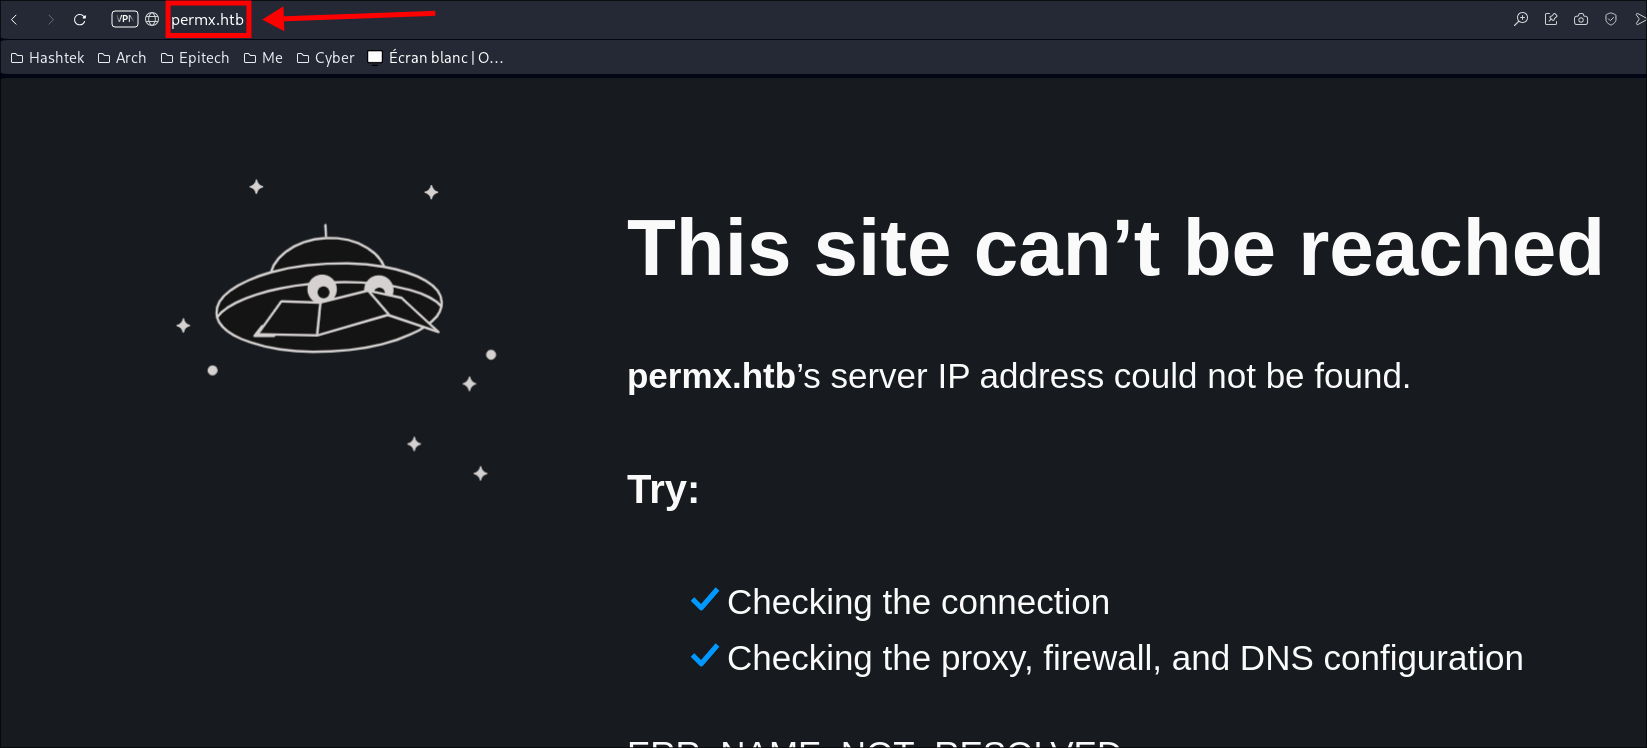 VPN permx.htb
Hashtek Arch Epitech Me Cyber Écran blanc | O...
This site can’t be reached
permx.htb’s server IP address could not be found.
Try:
Checking the connection
Checking the proxy, firewall, and DNS configuration
ERR_NAME_NOT_RESOLVED